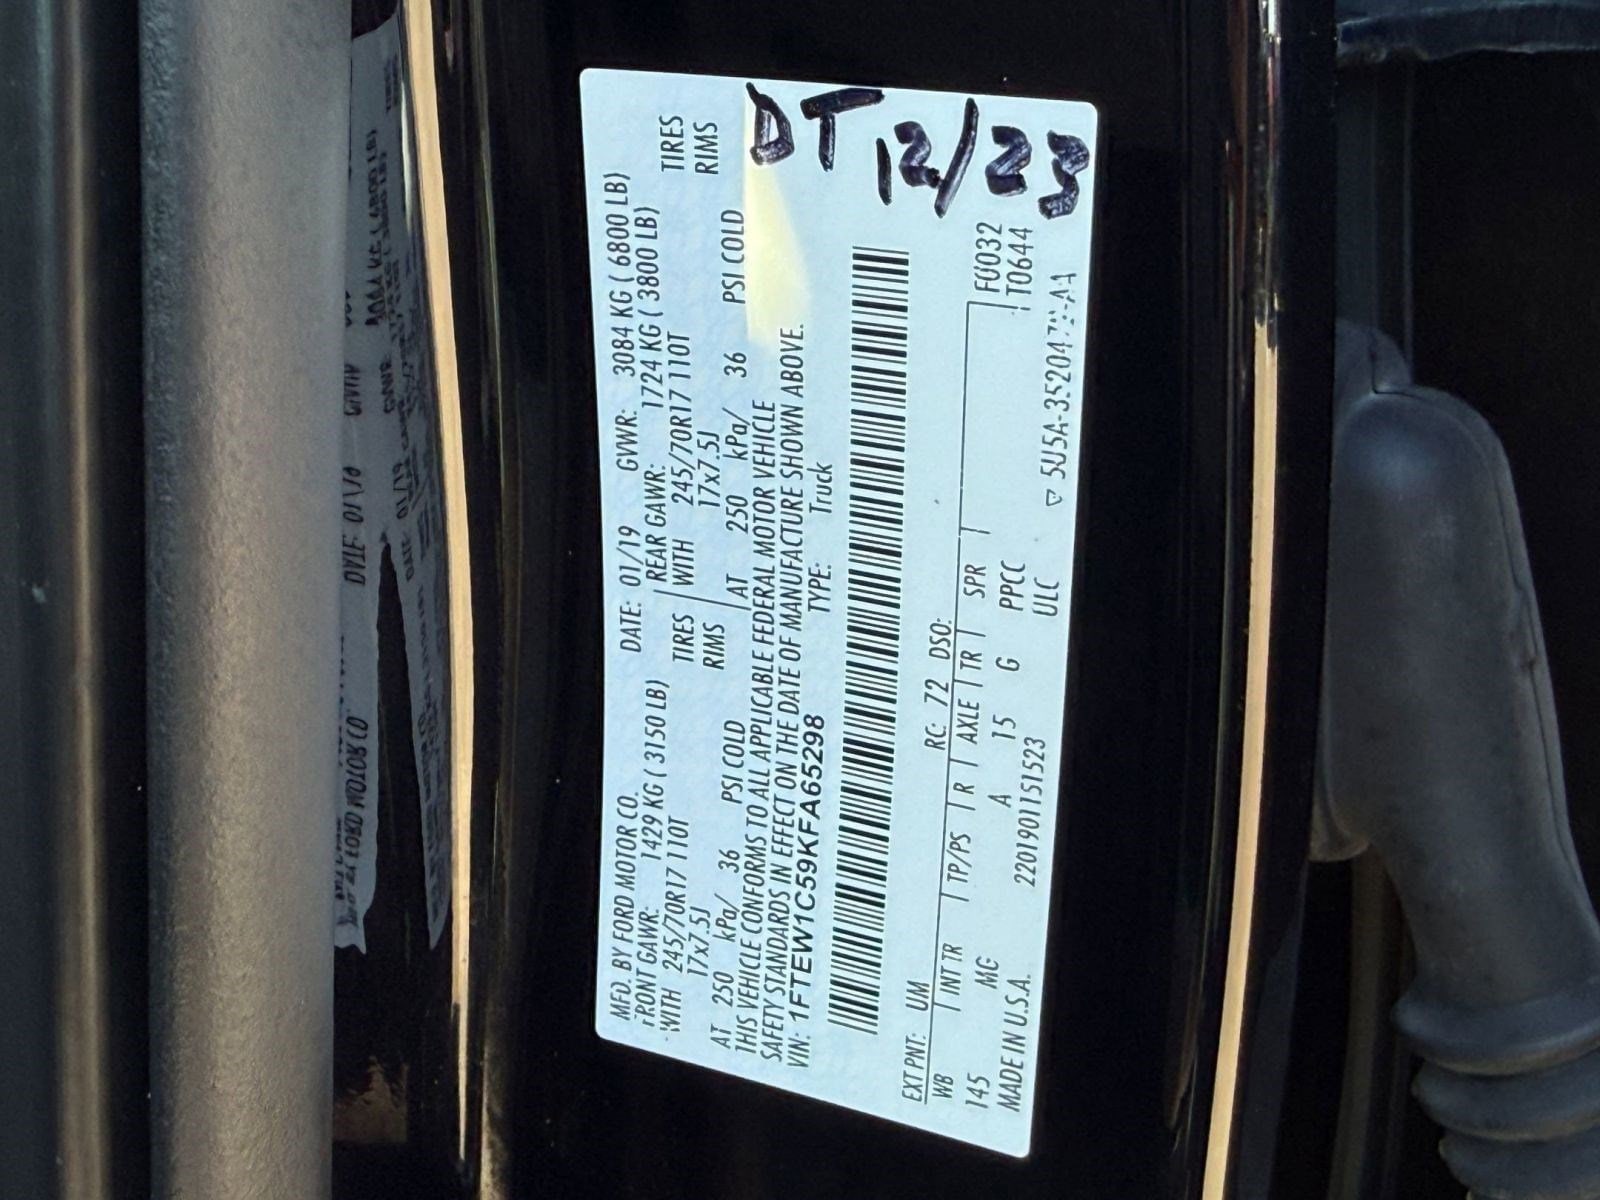 MFD. BY FORD MOTOR CO.
DATE: 01/19 GVWR: 3084 KG ( 6800 LB)
FRONT GAWR: 1429 KG ( 3150 LB)
REAR GAWR: 1724 KG ( 3800 LB)
WITH 245/70R17 110T TIRES
WITH 245/70R17 110T TIRES
17x7.5J RIMS
17x7.5J RIMS
AT 250 kPa/ 36 PSI COLD
AT 250 kPa/ 36 PSI COLD
THIS VEHICLE CONFORMS TO ALL APPLICABLE FEDERAL MOTOR VEHICLE
SAFETY STANDARDS IN EFFECT ON THE DATE OF MANUFACTURE SHOWN ABOVE.
VIN: 1FTEW1C59KFA65298 TYPE: Truck
DT
12/23
EXT PNT: UM RC: 72 DSO:
WB INT TR TP/PS R AXLE TR SPR F0032
145 MG A 15 G PPCC T0644
MADE IN U.S.A. 2201901151523 ULC